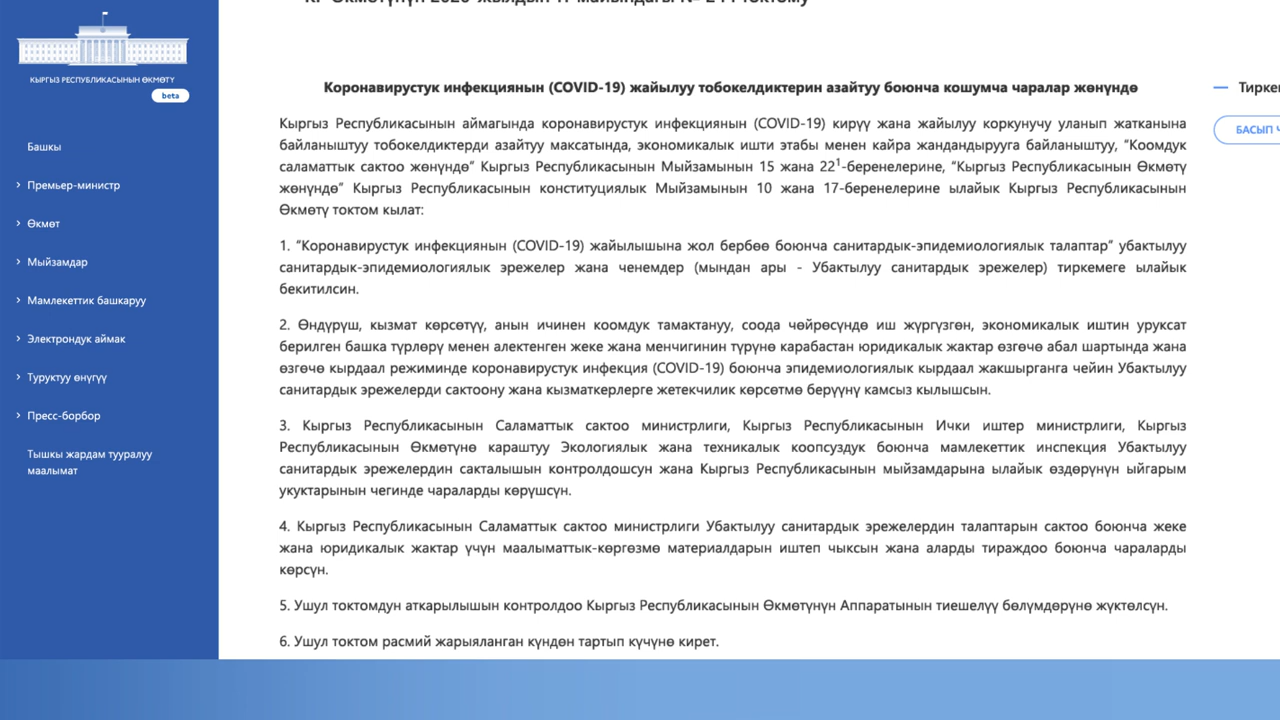 КЫРГЫЗ РЕСПУБЛИКАСЫНЫН ӨКМӨТҮ
beta
Башкы
Премьер-министр
Өкмөт
Мыйзамдар
Мамлекеттик башкаруу
Электрондук аймак
Туруктуу өнүгүү
Пресс-борбор
Тышкы жардам тууралуу
маалымат
Коронавирустук инфекциянын (COVID-19) жайылуу тобокелдиктерин азайтуу боюнча кошумча чаралар жөнүндө
Кыргыз Республикасынын аймагында коронавирустук инфекциянын (COVID-19) кирүү жана жайылуу коркунучу уланып жатканына
байланыштуу тобокелдиктерди азайтуу максатында, экономикалык ишти этабы менен кайра жандандырууга байланыштуу, “Коомдук
саламаттык сактоо жөнүндө” Кыргыз Республикасынын Мыйзамынын 15 жана 22¹-беренелерине, “Кыргыз Республикасынын Өкмөтү
жөнүндө” Кыргыз Республикасынын конституциялык Мыйзамынын 10 жана 17-беренелерине ылайык Кыргыз Республикасынын
Өкмөтү токтом кылат:
1. “Коронавирустук инфекциянын (COVID-19) жайылышына жол бербөө боюнча санитардык-эпидемиологиялык талаптар” убактылуу
санитардык-эпидемиологиялык эрежелер жана ченемдер (мындан ары - Убактылуу санитардык эрежелер) тиркемеге ылайык
бекитилсин.
2. Өндүрүш, кызмат көрсөтүү, анын ичинен коомдук тамактануу, соода чөйрөсүндө иш жүргүзгөн, экономикалык иштин уруксат
берилген башка түрлөрү менен алектенген жеке жана менчигинин түрүнө карабастан юридикалык жактар өзгөчө абал шартында жана
өзгөчө кырдаал режиминде коронавирустук инфекция (COVID-19) боюнча эпидемиологиялык кырдаал жакшырганга чейин Убактылуу
санитардык эрежелерди сактоону жана кызматкерлерге жетекчилик көрсөтмө берүүнү камсыз кылышсын.
3. Кыргыз Республикасынын Саламаттык сактоо министрлиги, Кыргыз Республикасынын Ички иштер министрлиги, Кыргыз
Республикасынын Өкмөтүнө караштуу Экологиялык жана техникалык коопсуздук боюнча мамлекеттик инспекция Убактылуу
санитардык эрежелердин сакталышын контролдошсун жана Кыргыз Республикасынын мыйзамдарына ылайык өздөрүнүн ыйгарым
укуктарынын чегинде чараларды көрүшсүн.
4. Кыргыз Республикасынын Саламаттык сактоо министрлиги Убактылуу санитардык эрежелердин талаптарын сактоо боюнча жеке
жана юридикалык жактар үчүн маалыматтык-көргөзмө материалдарын иштеп чыксын жана аларды тираждоо боюнча чараларды
көрсүн.
5. Ушул токтомдун аткарылышын контролдоо Кыргыз Республикасынын Өкмөтүнүн Аппаратынын тиешелүү бөлүмдөрүнө жүктөлсүн.
6. Ушул токтом расмий жарыяланган күндөн тартып күчүнө кирет.
БАСЫП